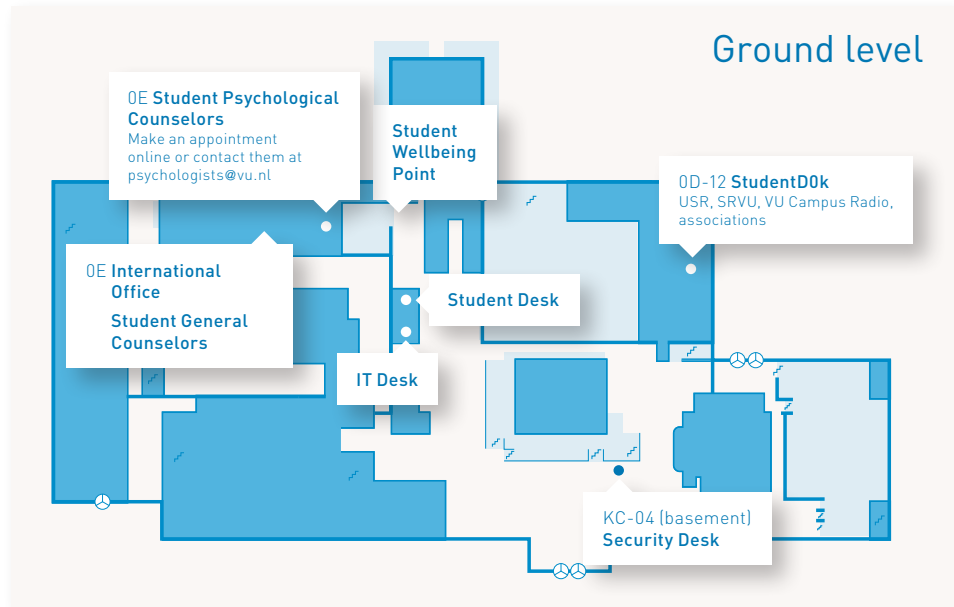 Ground level
0E Student Psychological
Counselors
Make an appointment
online or contact them at
psychologists@vu.nl
Student
Wellbeing
Point
0D-12 StudentD0k
USR, SRVU, VU Campus Radio,
associations
0E International
Office
Student General
Counselors
Student Desk
IT Desk
KC-04 (basement)
Security Desk